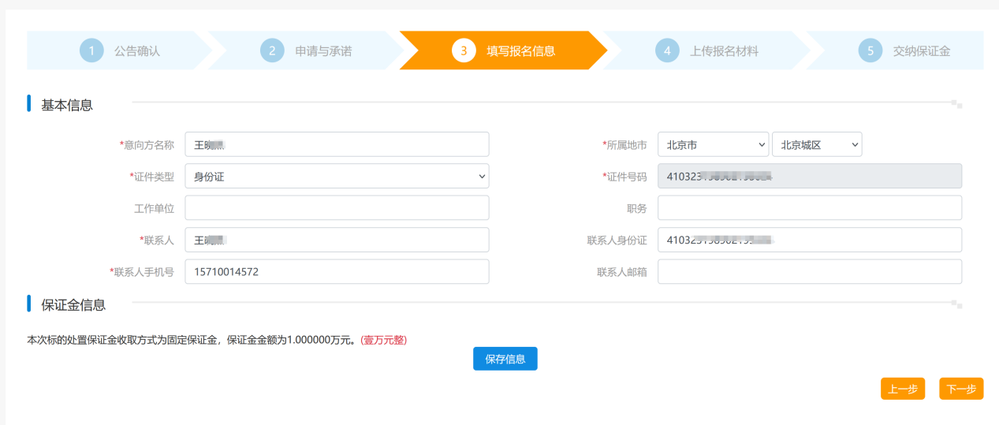 1 公告确认 2 申请与承诺 3 填写报名信息 4 上传报名材料 5 交纳保证金
基本信息
*意向方名称 王 *所属地市 北京市 北京城区
*证件类型 身份证 *证件号码 410323
工作单位 职务
*联系人 王 联系人身份证 41032
*联系人手机号 15710014572 联系人邮箱
保证金信息
本次标的处置保证金收取方式为固定保证金，保证金金额为1.000000万元。(壹万元整)
保存信息
上一步 下一步